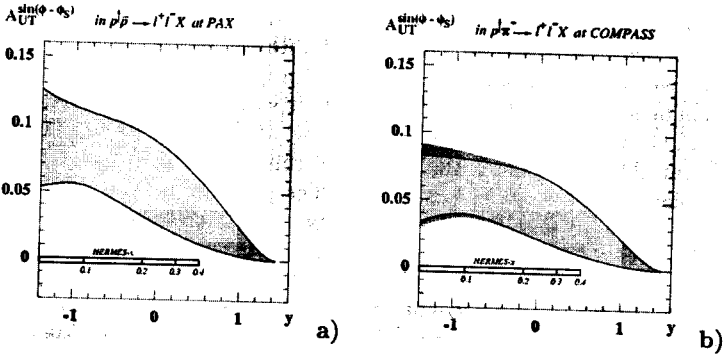 A_UT^sin(φ - φ_S) in p↑p̄ → l⁺l⁻X at PAX
0.15
0.1
0.05
0
HERMES-x
0.1 0.2 0.3 0.4
-1 0 1 y
a)
A_UT^sin(φ - φ_S) in p↑π⁻ → l⁺l⁻X at COMPASS
0.15
0.1
0.05
0
HERMES-x
0.1 0.2 0.3 0.4
-1 0 1 y
b)